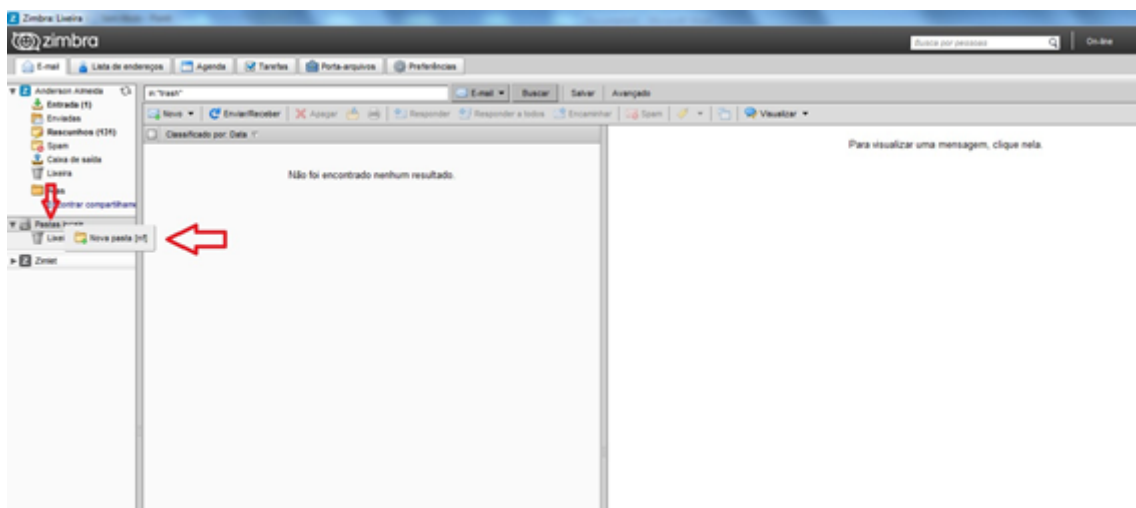 Zimbra: Lixeira
zimbra
Busca por pessoas
On-line
E-mail Lista de endereços Agenda Tarefas Porta-arquivos Preferências
Anderson Almeida
Entrada (1)
Enviadas
Rascunhos (131)
Spam
Caixa de saída
Lixeira
Encontrar compartilhame
Pastas
Lixei
Nova pasta [nf]
Zimlet
in:"trash" E-mail Buscar Salvar Avançado
Novo Enviar/Receber Apagar Responder Responder a todos Encaminhar Spam Visualizar
Classificado por: Data
Não foi encontrado nenhum resultado.
Para visualizar uma mensagem, clique nela.